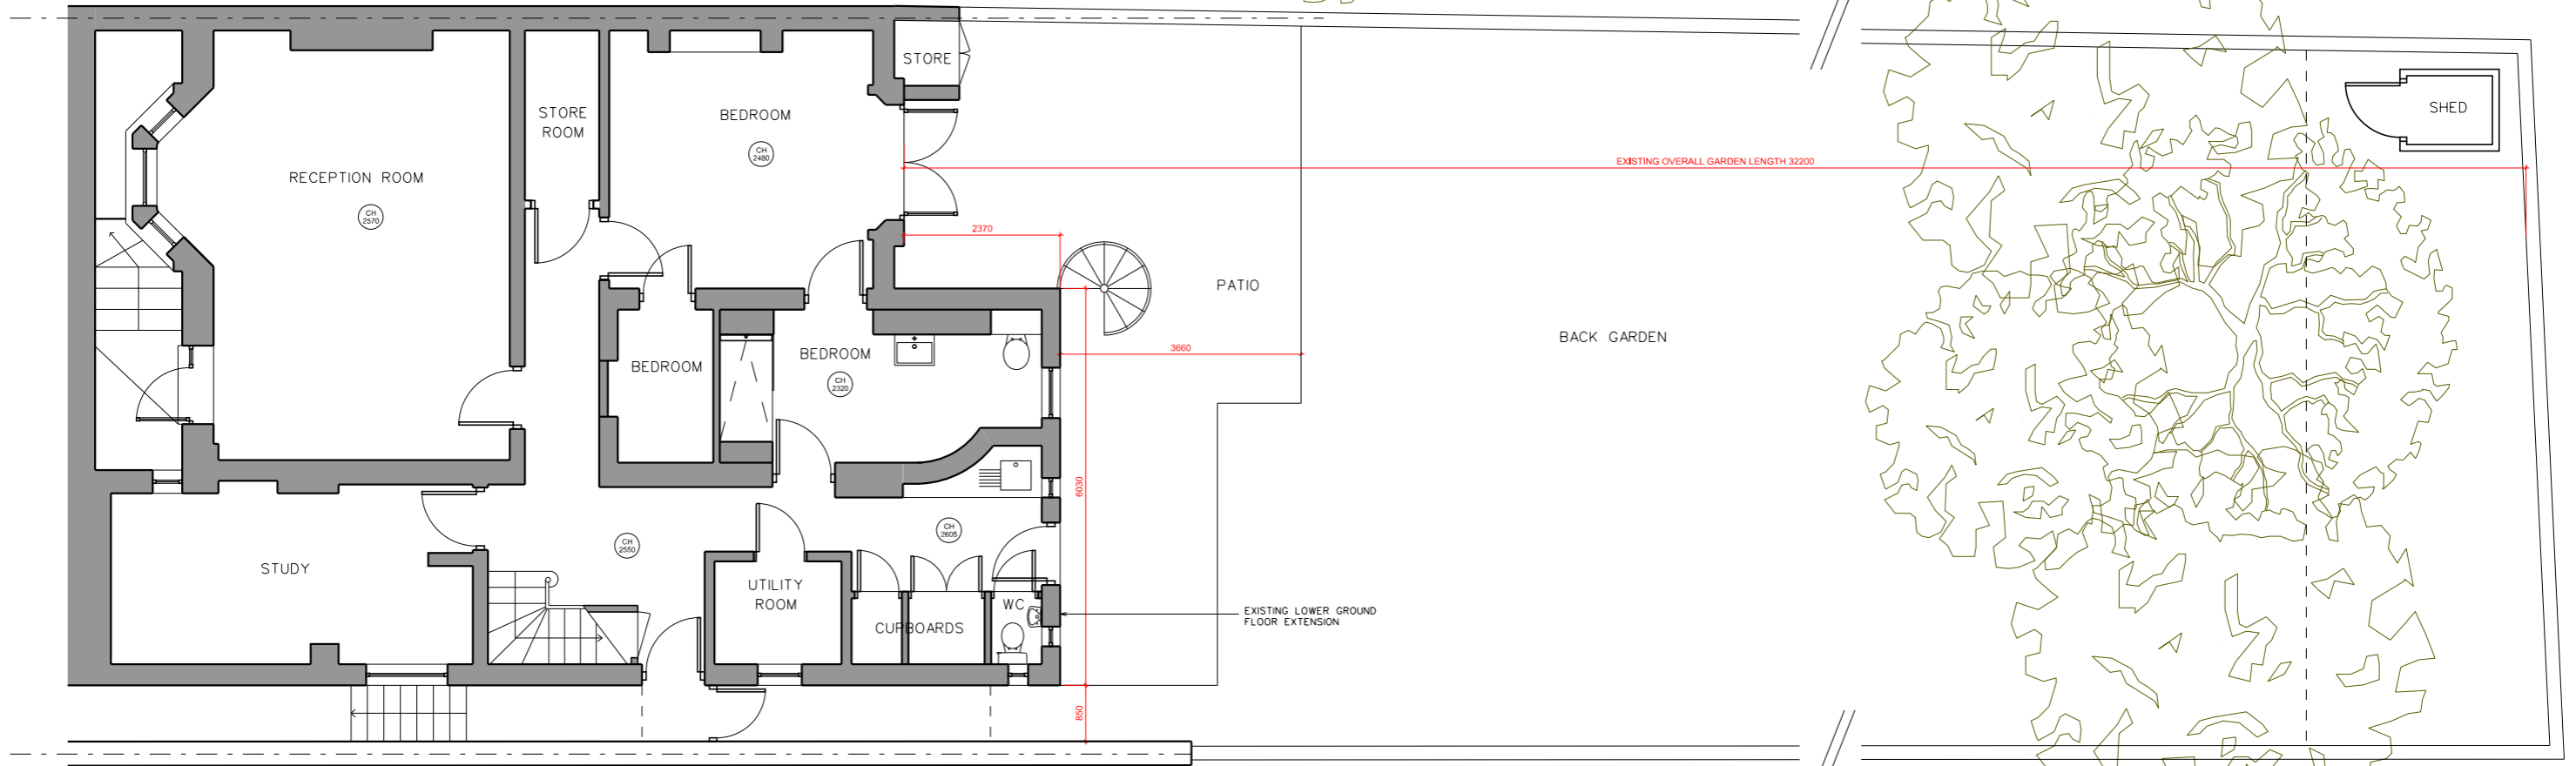 STORE
STORE
ROOM
BEDROOM
CH
2480
SHED
EXISTING OVERALL GARDEN LENGTH 32200
RECEPTION ROOM
CH
2570
2370
PATIO
BACK GARDEN
3660
BEDROOM
BEDROOM
CH
2320
6030
CH
2605
CH
2550
STUDY
UTILITY
ROOM
WC
CUPBOARDS
EXISTING LOWER GROUND
FLOOR EXTENSION
850